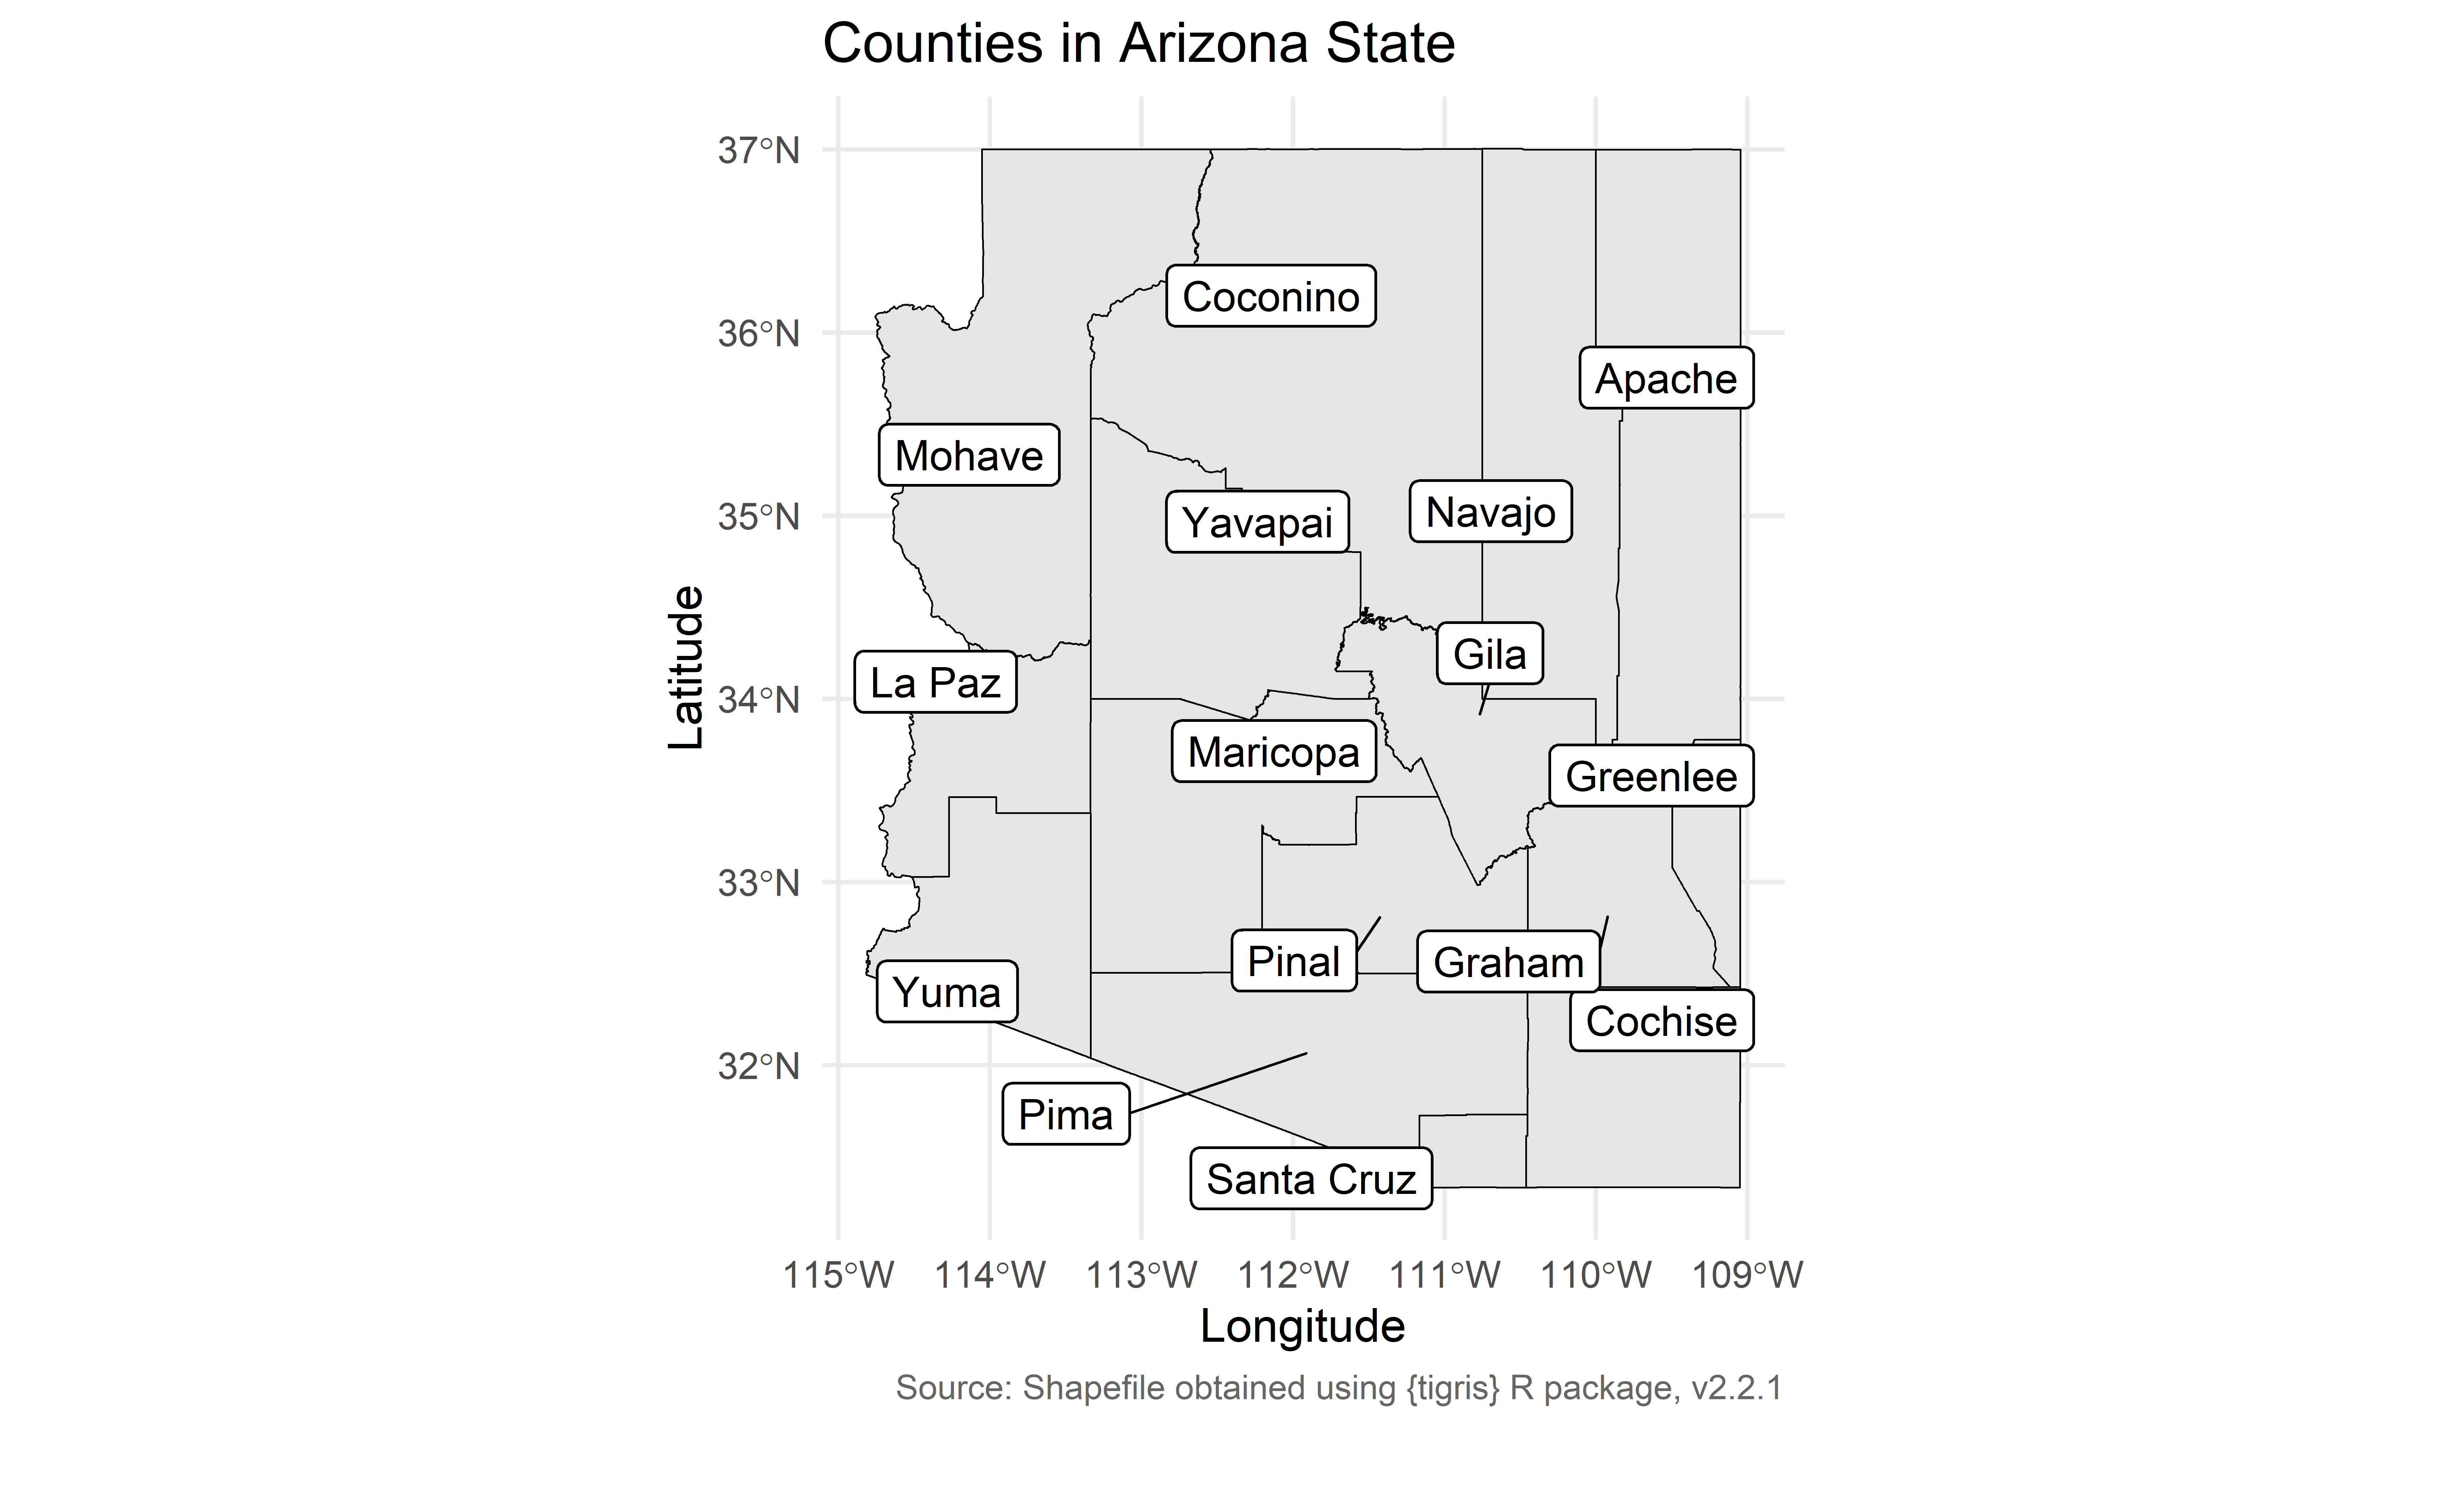 Counties in Arizona State
37°N
36°N
35°N
34°N
33°N
32°N
Latitude
Coconino
Apache
Mohave
Yavapai
Navajo
Gila
La Paz
Maricopa
Greenlee
Pinal
Graham
Yuma
Cochise
Pima
Santa Cruz
115°W 114°W 113°W 112°W 111°W 110°W 109°W
Longitude
Source: Shapefile obtained using {tigris} R package, v2.2.1